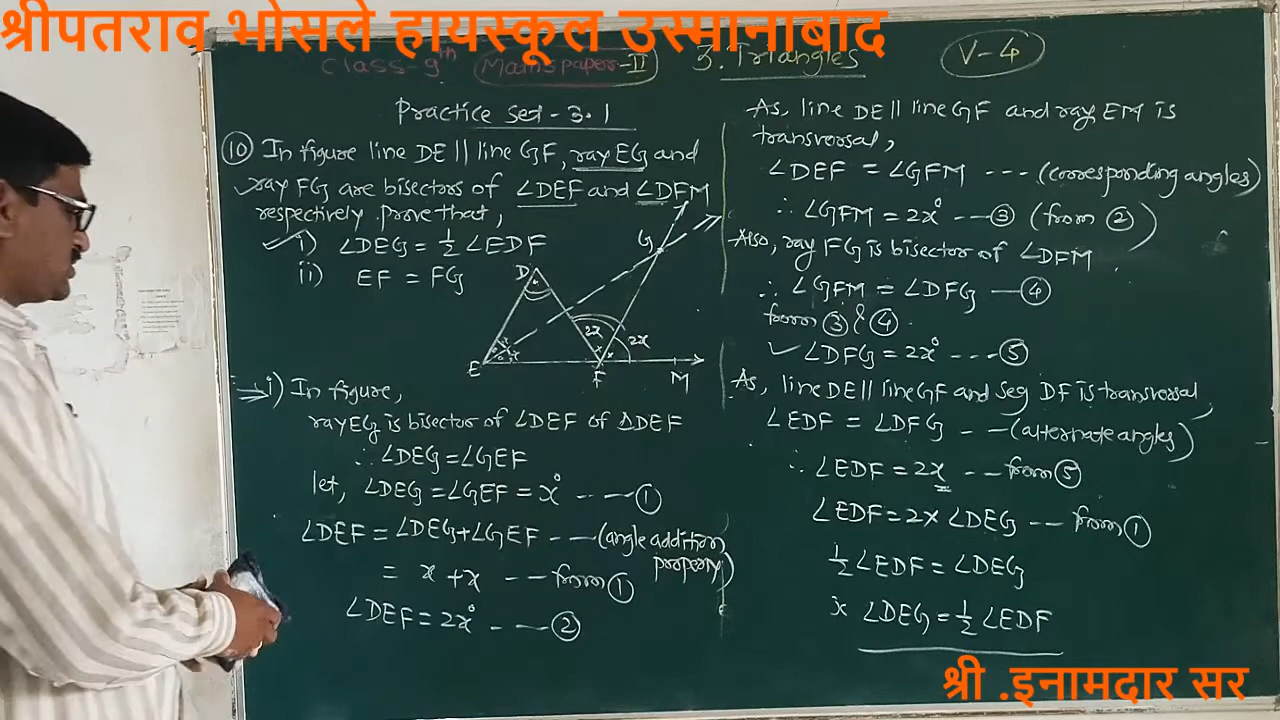 श्रीपतराव भोसले हायस्कूल उस्मानाबाद
Class-9th Maths paper-II 3. Triangles V-4
Practice set-3.1
⑩ In figure line DE || line GF, ray EG and
ray FG are bisectors of ∠DEF and ∠DFM
respectively. prove that,
i) ∠DEG = 1/2 ∠EDF
ii) EF = FG
D
G
2x
2x
x
x
E
F
M
⇒ i) In figure,
ray EG is bisector of ∠DEF of ΔDEF
∴ ∠DEG = ∠GEF
let, ∠DEG = ∠GEF = x° ---- ①
∠DEF = ∠DEG + ∠GEF --- (angle addition property)
= x + x --- from ①
∠DEF = 2x° --- ②
As, line DE || line GF and ray EM is
transversal,
∠DEF = ∠GFM --- (corresponding angles)
∴ ∠GFM = 2x° --- ③ (from ②)
Also, ray FG is bisector of ∠DFM.
∴ ∠GFM = ∠DFG — ④
from ③ & ④
∠DFG = 2x° ---- ⑤
As, line DE || line GF and seg DF is transversal,
∠EDF = ∠DFG -- (alternate angles)
∴ ∠EDF = 2x -- from ⑤
∠EDF = 2 × ∠DEG -- from ①
1/2 ∠EDF = ∠DEG
∠DEG = 1/2 ∠EDF
श्री .इनामदार सर